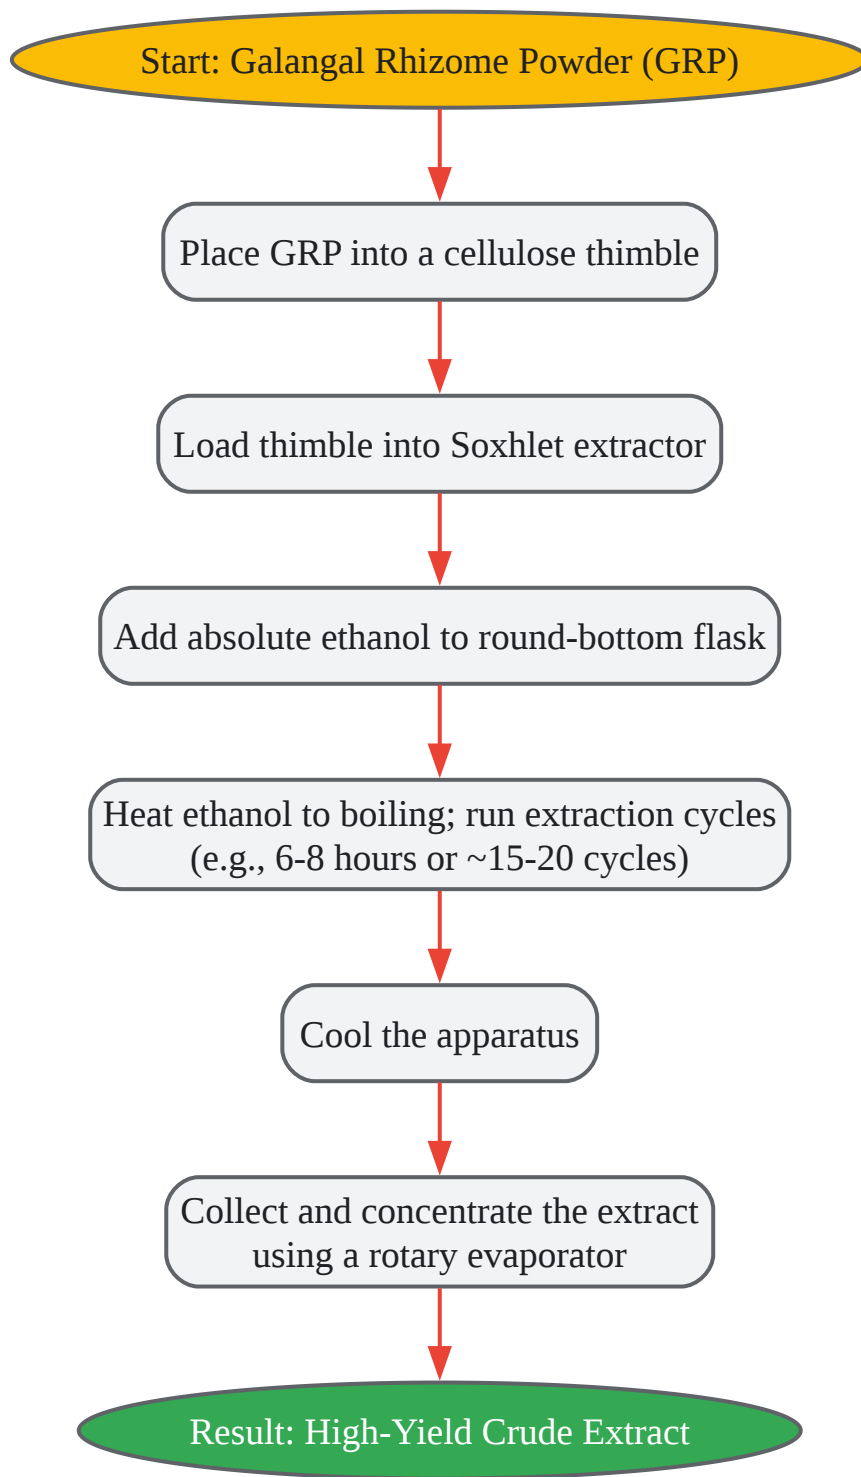 Start: Galangal Rhizome Powder (GRP)
Place GRP into a cellulose thimble
Load thimble into Soxhlet extractor
Add absolute ethanol to round-bottom flask
Heat ethanol to boiling; run extraction cycles
(e.g., 6-8 hours or ~15-20 cycles)
Cool the apparatus
Collect and concentrate the extract
using a rotary evaporator
Result: High-Yield Crude Extract